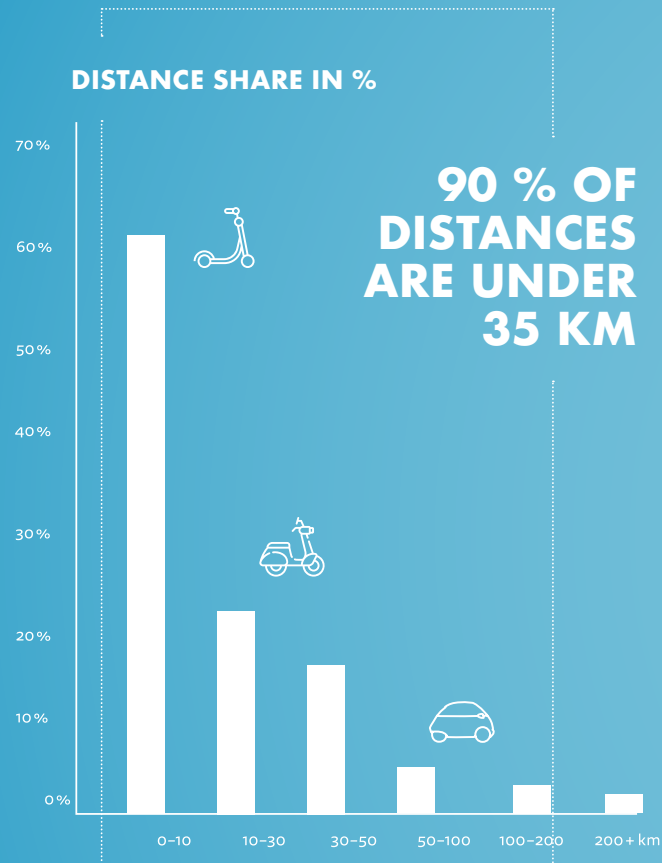 DISTANCE SHARE IN %
90 % OF
DISTANCES
ARE UNDER
35 KM
70%
60%
50%
40%
30%
20%
10%
0%
0–10 10–30 30–50 50–100 100–200 200+ km